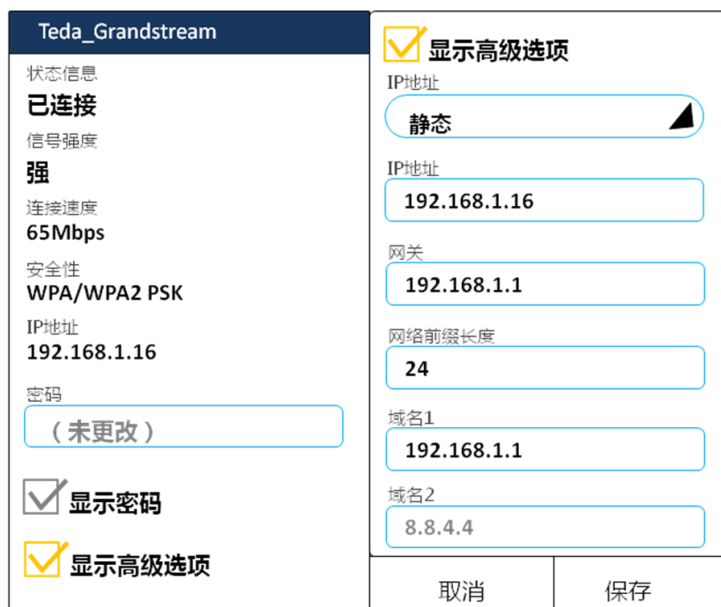 Teda_Grandstream
状态信息
已连接
信号强度
强
连接速度
65Mbps
安全性
WPA/WPA2 PSK
IP地址
192.168.1.16
密码
（未更改）
显示密码
显示高级选项
显示高级选项
IP地址
静态
IP地址
192.168.1.16
网关
192.168.1.1
网络前缀长度
24
域名1
192.168.1.1
域名2
8.8.4.4
取消
保存